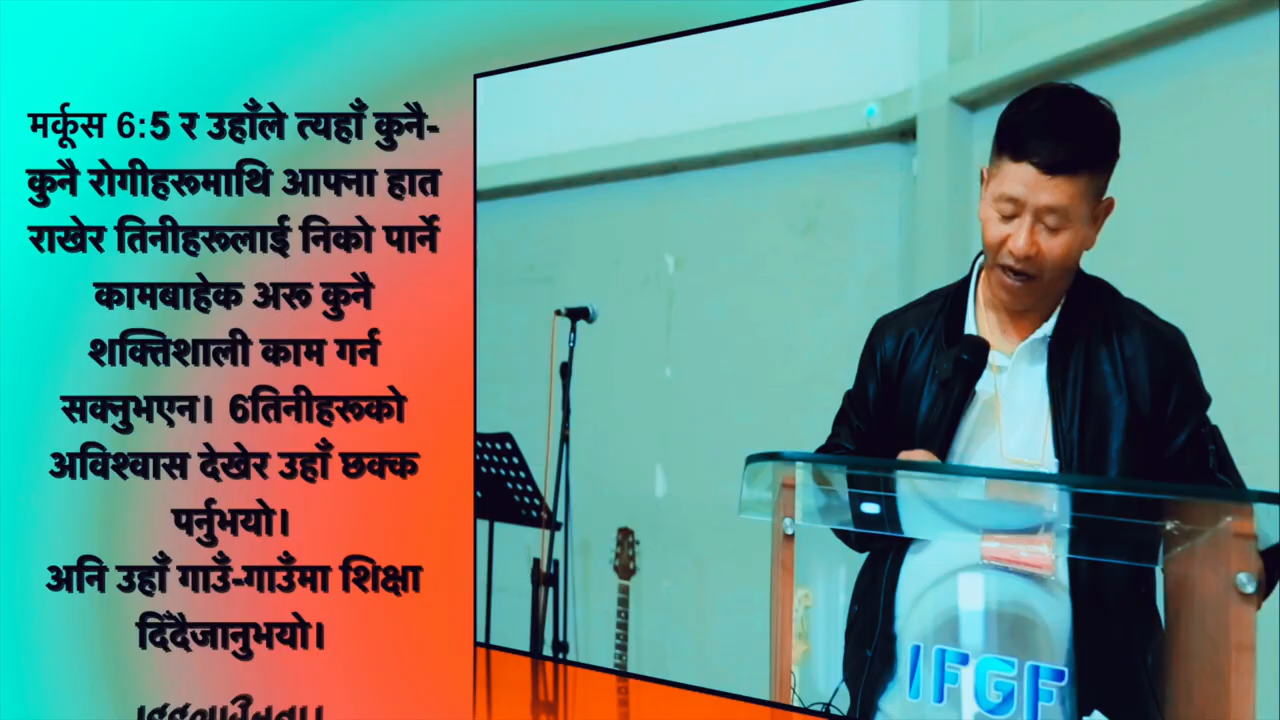 मर्कूस 6:5 र उहाँले त्यहाँ कुनै-
कुनै रोगीहरूमाथि आफ्ना हात
राखेर तिनीहरूलाई निको पार्ने
कामबाहेक अरू कुनै
शक्तिशाली काम गर्न
सक्नुभएन। 6तिनीहरूको
अविश्वास देखेर उहाँ छक्क
पर्नुभयो।
अनि उहाँ गाउँ-गाउँमा शिक्षा
दिँदैजानुभयो।
IFGF